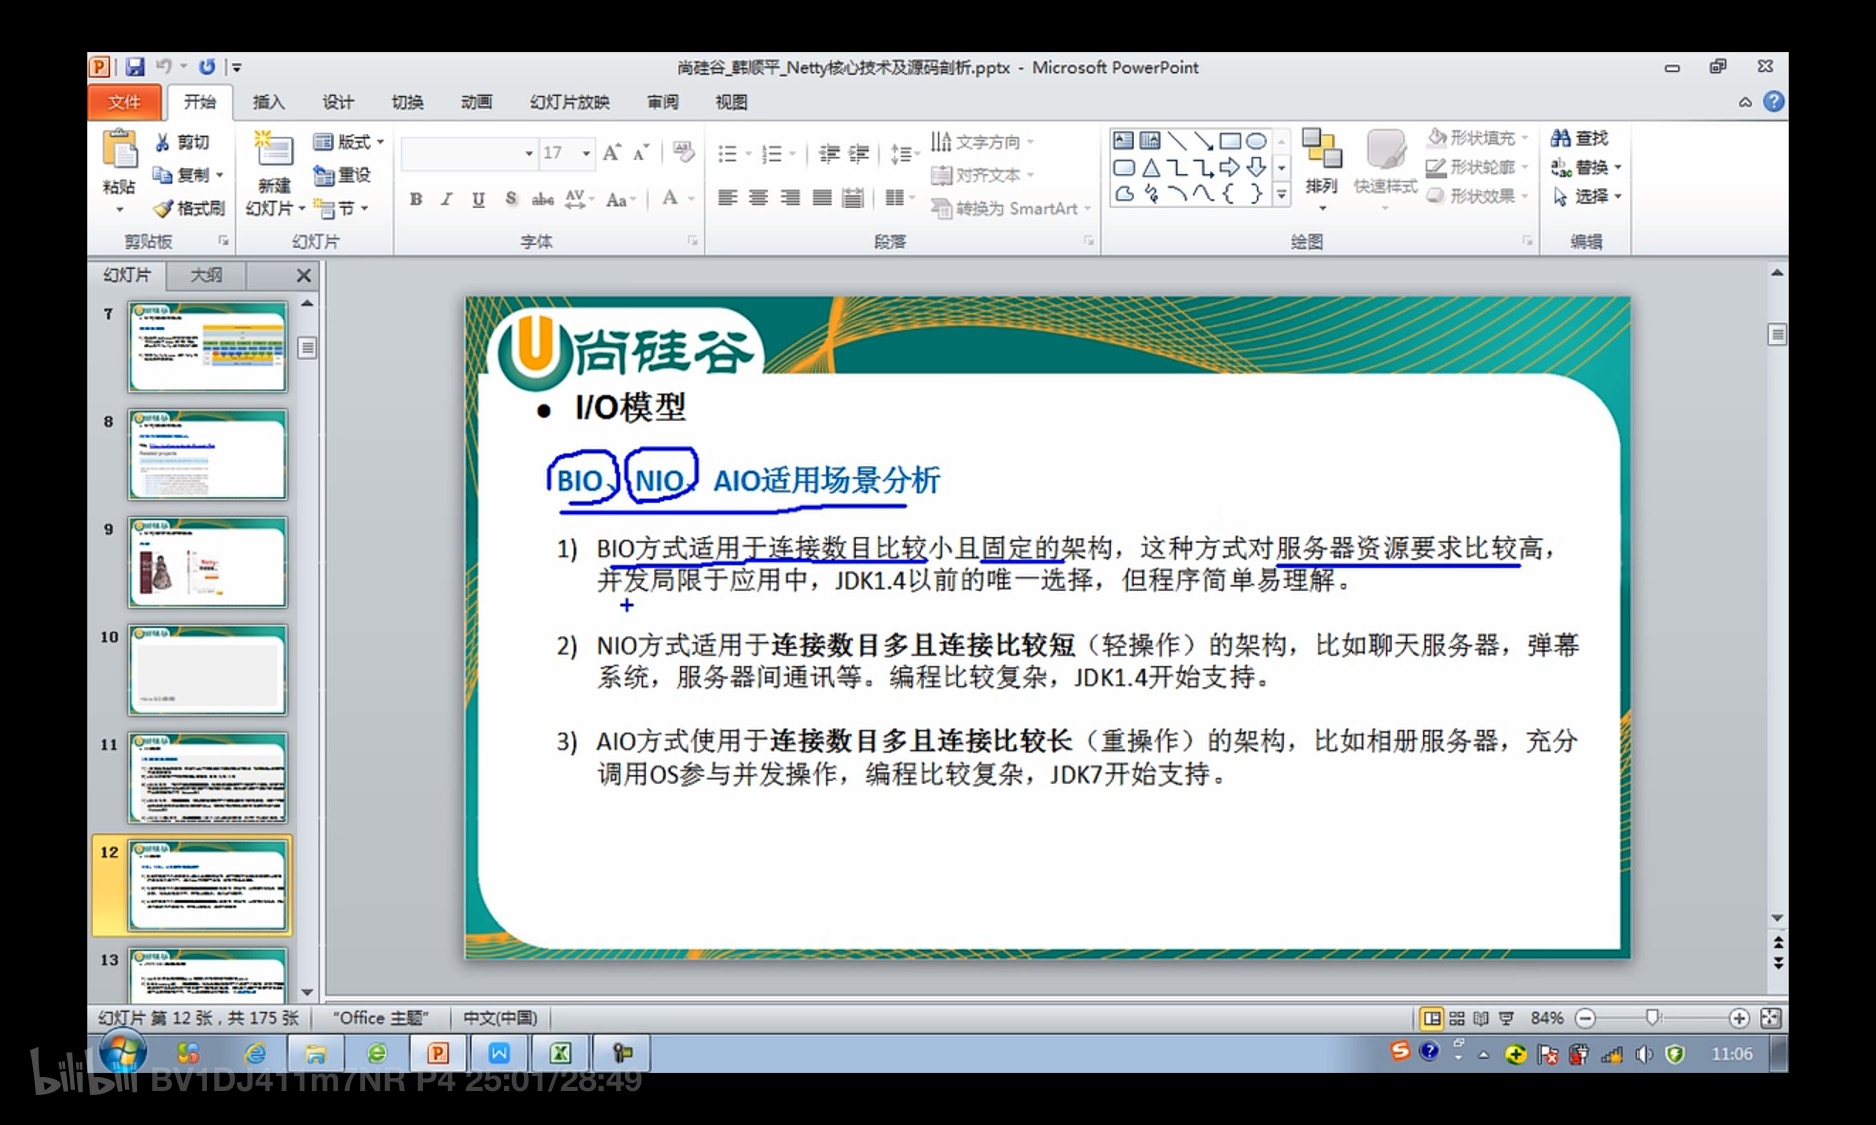 尚硅谷_韩顺平_Netty核心技术及源码剖析.pptx - Microsoft PowerPoint
文件 开始 插入 设计 切换 动画 幻灯片放映 审阅 视图
粘贴 剪切 复制 格式刷
剪贴板
新建 幻灯片 版式 重设 节
幻灯片
17
B I U S abc AV Aa A
字体
文字方向
对齐文本
转换为 SmartArt
段落
排列 快速样式
形状填充
形状轮廓
形状效果
绘图
查找
替换
选择
编辑
幻灯片 大纲
7
8
9
10
11
12
13
尚硅谷
• I/O模型
BIO、NIO、AIO适用场景分析
1) BIO方式适用于连接数目比较小且固定的架构，这种方式对服务器资源要求比较高，
并发局限于应用中，JDK1.4以前的唯一选择，但程序简单易理解。
2) NIO方式适用于连接数目多且连接比较短（轻操作）的架构，比如聊天服务器，弹幕
系统，服务器间通讯等。编程比较复杂，JDK1.4开始支持。
3) AIO方式使用于连接数目多且连接比较长（重操作）的架构，比如相册服务器，充分
调用OS参与并发操作，编程比较复杂，JDK7开始支持。
幻灯片 第 12 张，共 175 张 "Office 主题" 中文(中国) 84%
11:06
bilibili BV1DJ411m7NR P4 25:01/28:49